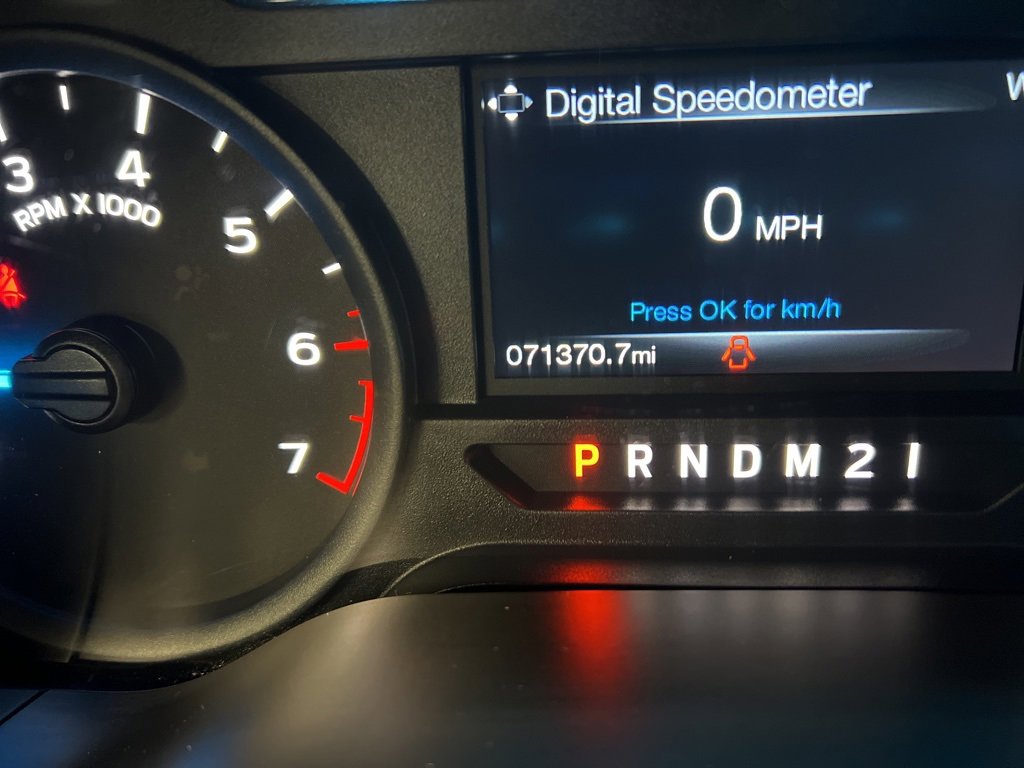 3 4 5 6 7
RPM X 1000
Digital Speedometer
0 MPH
Press OK for km/h
071370.7mi
P R N D M 2 1